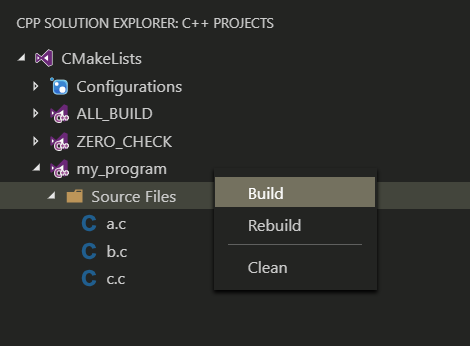 CPP SOLUTION EXPLORER: C++ PROJECTS
CMakeLists
Configurations
ALL_BUILD
ZERO_CHECK
my_program
Source Files
a.c
b.c
c.c
Build
Rebuild
Clean